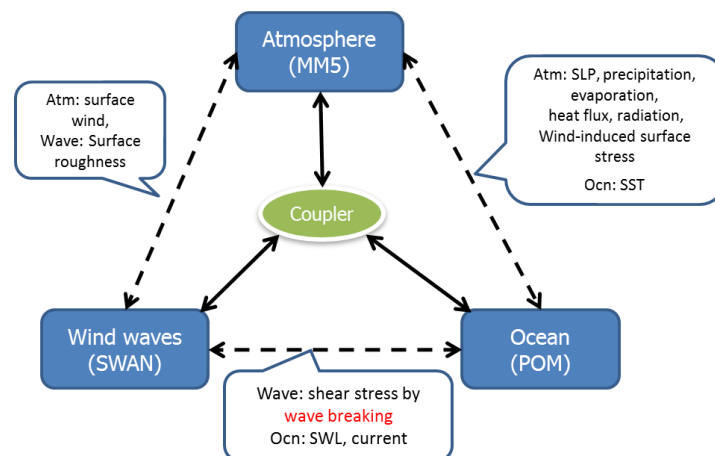 Atmosphere
(MM5)
Atm: surface
wind,
Wave: Surface
roughness
Atm: SLP, precipitation,
evaporation,
heat flux, radiation,
Wind-induced surface
stress
Ocn: SST
Coupler
Wind waves
(SWAN)
Ocean
(POM)
Wave: shear stress by
wave breaking
Ocn: SWL, current